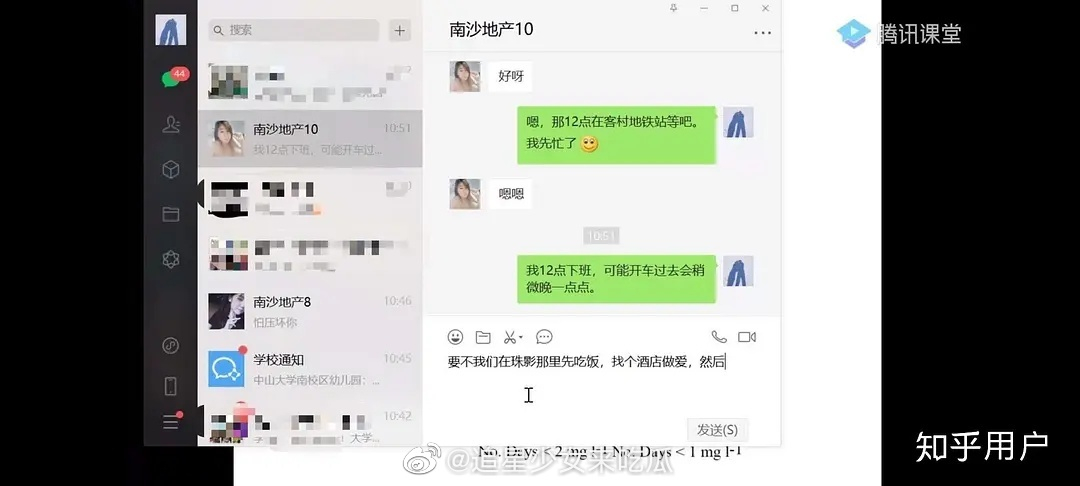 搜索
44
南沙地产10
10:51
我12点下班，可能开车过...
南沙地产8
10:46
怕压坏你
学校通知
10:45
中山大学南校区幼儿园：...
10:42
大学...
南沙地产10
好呀
嗯，那12点在客村地铁站等吧。
我先忙了
嗯嗯
10:51
我12点下班，可能开车过去会稍
微晚一点点。
要不我们在珠影那里先吃饭，找个酒店做爱，然后
发送(S)
腾讯课堂
No. Days < 2 mg l-1 No. Days < 1 mg l-1
@追星少女来吃瓜
知乎用户